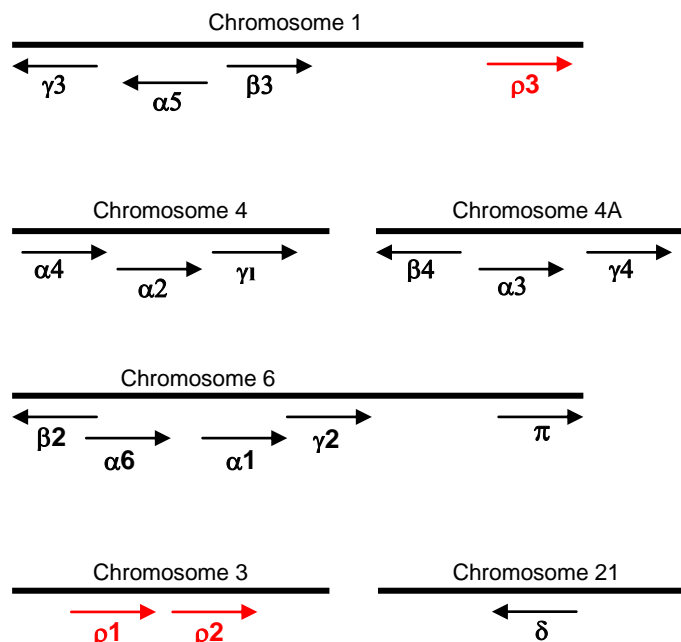 Chromosome 1
γ3 α5 β3 ρ3
Chromosome 4 Chromosome 4A
α4 α2 γ1 β4 α3 γ4
Chromosome 6
β2 α6 α1 γ2 π
Chromosome 3 Chromosome 21
ρ1 ρ2 δ